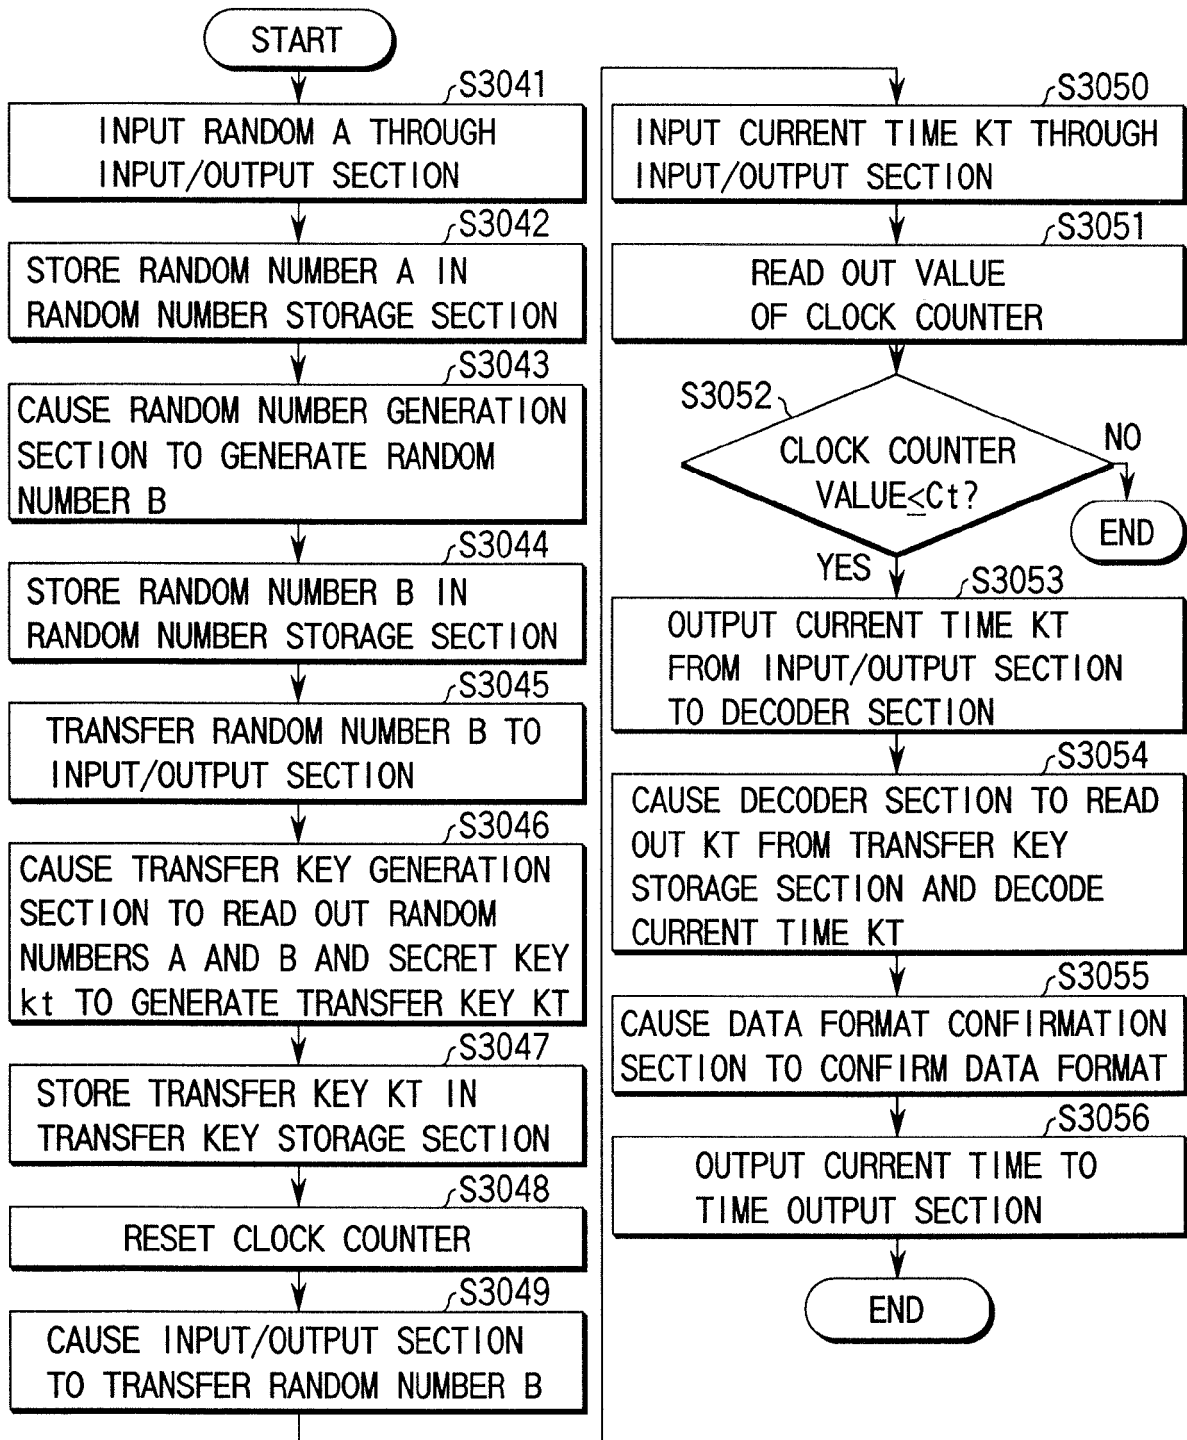 START
S3041
INPUT RANDOM A THROUGH
INPUT/OUTPUT SECTION
S3042
STORE RANDOM NUMBER A IN
RANDOM NUMBER STORAGE SECTION
S3043
CAUSE RANDOM NUMBER GENERATION
SECTION TO GENERATE RANDOM
NUMBER B
S3044
STORE RANDOM NUMBER B IN
RANDOM NUMBER STORAGE SECTION
S3045
TRANSFER RANDOM NUMBER B TO
INPUT/OUTPUT SECTION
S3046
CAUSE TRANSFER KEY GENERATION
SECTION TO READ OUT RANDOM
NUMBERS A AND B AND SECRET KEY
kt TO GENERATE TRANSFER KEY KT
S3047
STORE TRANSFER KEY KT IN
TRANSFER KEY STORAGE SECTION
S3048
RESET CLOCK COUNTER
S3049
CAUSE INPUT/OUTPUT SECTION
TO TRANSFER RANDOM NUMBER B
S3050
INPUT CURRENT TIME KT THROUGH
INPUT/OUTPUT SECTION
S3051
READ OUT VALUE
OF CLOCK COUNTER
S3052
CLOCK COUNTER
VALUE≤Ct?
NO
END
YES
S3053
OUTPUT CURRENT TIME KT
FROM INPUT/OUTPUT SECTION
TO DECODER SECTION
S3054
CAUSE DECODER SECTION TO READ
OUT KT FROM TRANSFER KEY
STORAGE SECTION AND DECODE
CURRENT TIME KT
S3055
CAUSE DATA FORMAT CONFIRMATION
SECTION TO CONFIRM DATA FORMAT
S3056
OUTPUT CURRENT TIME TO
TIME OUTPUT SECTION
END